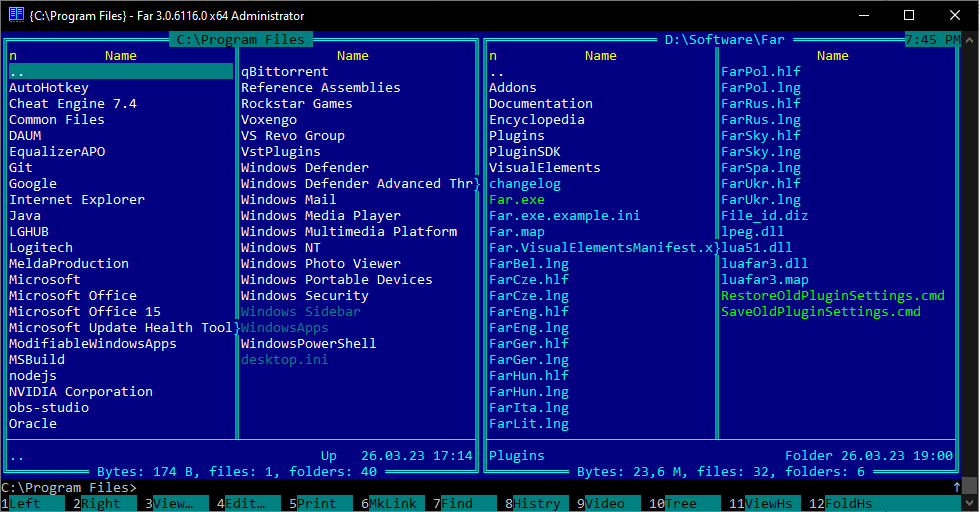 {C:\Program Files} - Far 3.0.6116.0 x64 Administrator
C:\Program Files
n Name Name
..
AutoHotkey
Cheat Engine 7.4
Common Files
DAUM
EqualizerAPO
Git
Google
Internet Explorer
Java
LGHUB
Logitech
MeldaProduction
Microsoft
Microsoft Office
Microsoft Office 15
Microsoft Update Health Tool}
ModifiableWindowsApps
MSBuild
nodejs
NVIDIA Corporation
obs-studio
Oracle
qBittorrent
Reference Assemblies
Rockstar Games
Voxengo
VS Revo Group
VstPlugins
Windows Defender
Windows Defender Advanced Thr}
Windows Mail
Windows Media Player
Windows Multimedia Platform
Windows NT
Windows Photo Viewer
Windows Portable Devices
Windows Security
Windows Sidebar
WindowsApps
WindowsPowerShell
desktop.ini
.. Up 26.03.23 17:14
Bytes: 174 B, files: 1, folders: 40
D:\Software\Far 7:45 PM
n Name Name
..
Addons
Documentation
Encyclopedia
Plugins
PluginSDK
VisualElements
changelog
Far.exe
Far.exe.example.ini
Far.map
Far.VisualElementsManifest.x}
FarBel.lng
FarCze.hlf
FarCze.lng
FarEng.hlf
FarEng.lng
FarGer.hlf
FarGer.lng
FarHun.hlf
FarHun.lng
FarIta.lng
FarLit.lng
FarPol.hlf
FarPol.lng
FarRus.hlf
FarRus.lng
FarSky.hlf
FarSky.lng
FarSpa.lng
FarUkr.hlf
FarUkr.lng
File_id.diz
lpeg.dll
lua51.dll
luafar3.dll
luafar3.map
RestoreOldPluginSettings.cmd
SaveOldPluginSettings.cmd
Plugins Folder 26.03.23 19:00
Bytes: 23,6 M, files: 32, folders: 6
C:\Program Files>
1Left 2Right 3View… 4Edit… 5Print 6MkLink 7Find 8Histry 9Video 10Tree 11ViewHs 12FoldHs